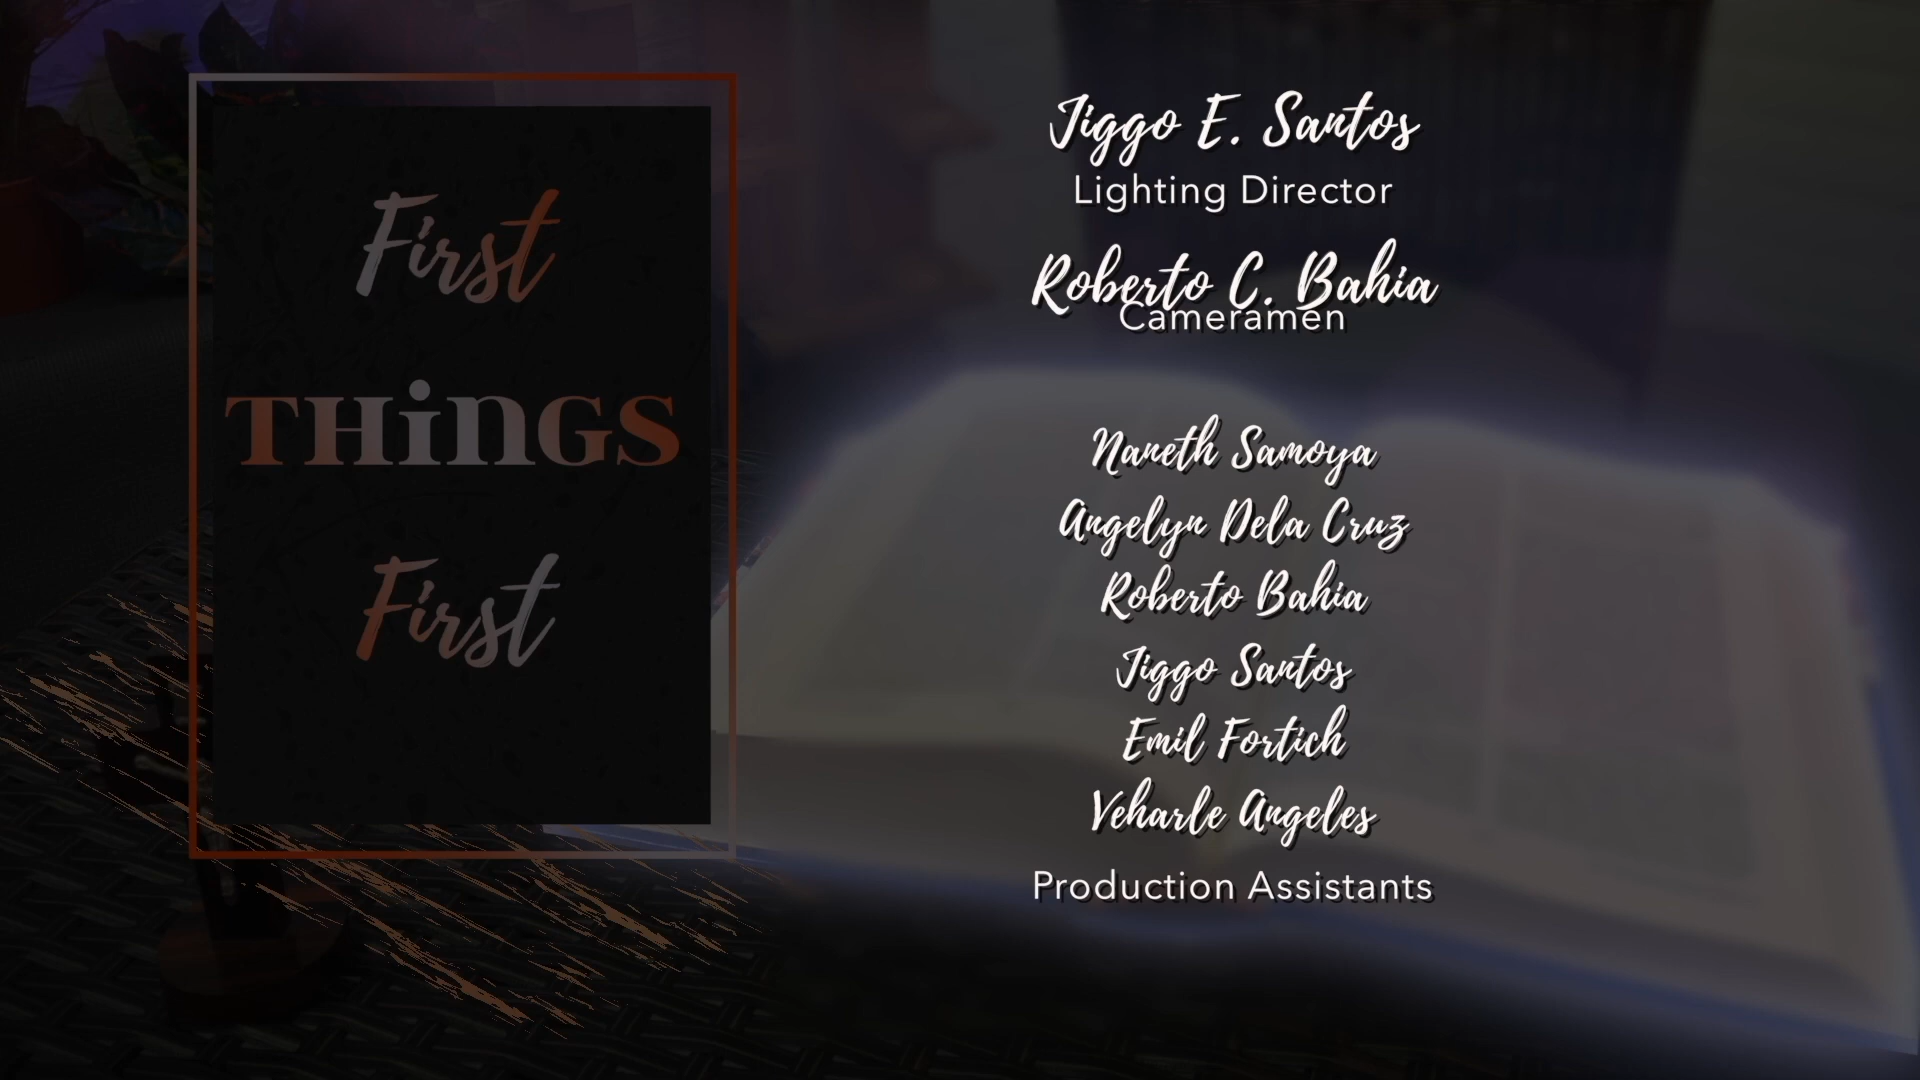 First
THiNGS
First
Jiggo E. Santos
Lighting Director
Roberto C. Bahia
Cameramen
Naneth Samoya
Angelyn Dela Cruz
Roberto Bahia
Jiggo Santos
Emil Fortich
Veharle Angeles
Production Assistants